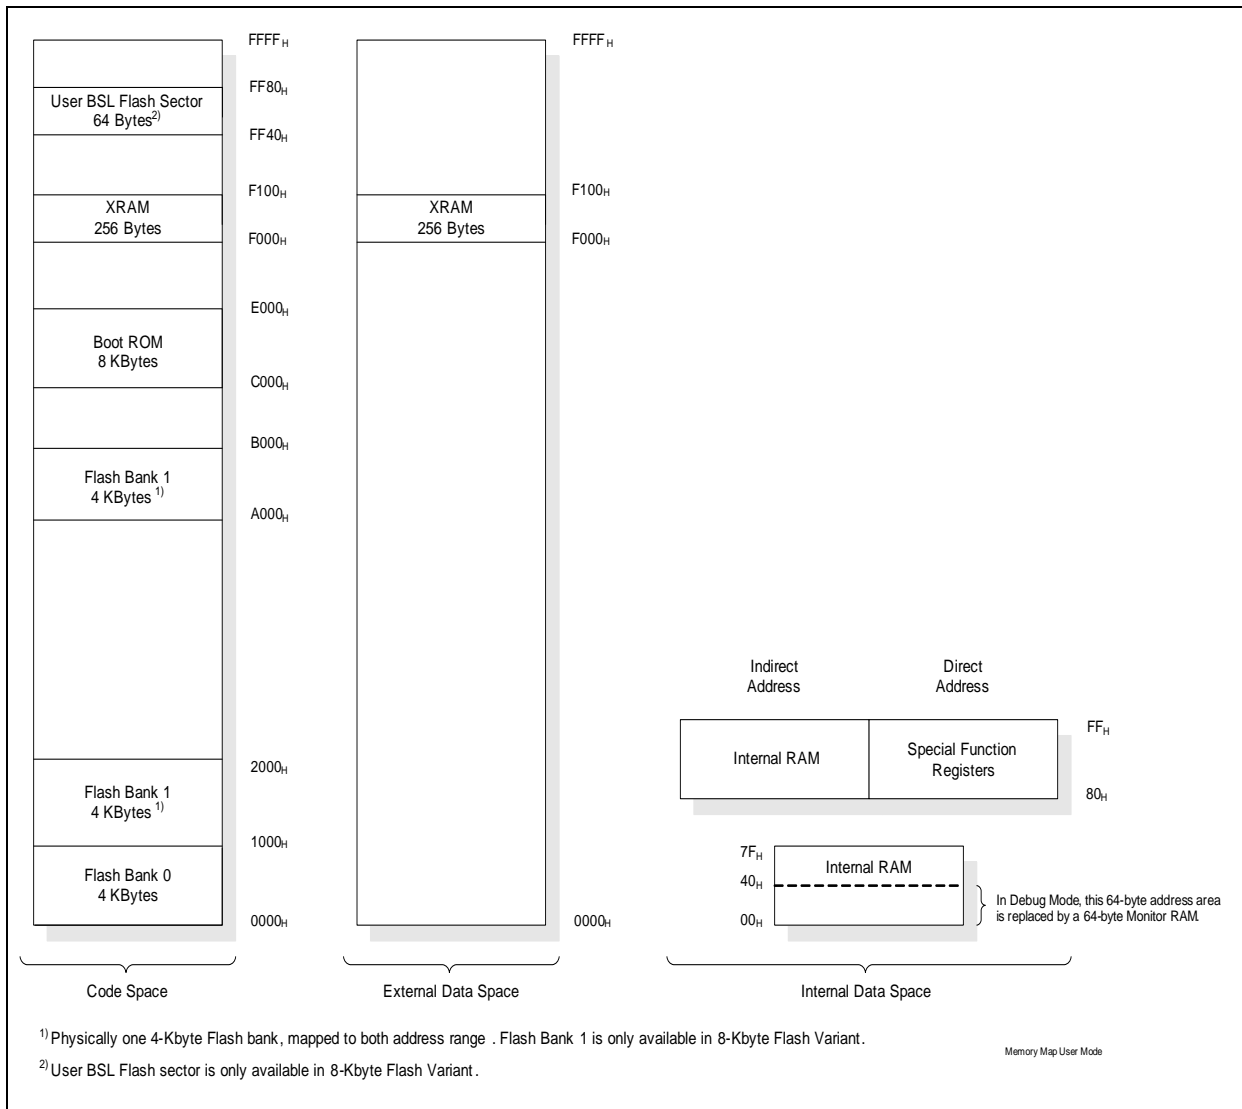 FFFFH
FF80H
User BSL Flash Sector
64 Bytes2)
FF40H
F100H
XRAM
256 Bytes
F000H
E000H
Boot ROM
8 KBytes
C000H
B000H
Flash Bank 1
4 KBytes 1)
A000H
2000H
Flash Bank 1
4 KBytes 1)
1000H
Flash Bank 0
4 KBytes
0000H
Code Space
FFFFH
F100H
XRAM
256 Bytes
F000H
0000H
External Data Space
Indirect
Address
Direct
Address
FFH
Internal RAM
Special Function
Registers
80H
7FH
Internal RAM
40H
00H
In Debug Mode, this 64-byte address area
is replaced by a 64-byte Monitor RAM.
Internal Data Space
1) Physically one 4-Kbyte Flash bank, mapped to both address range . Flash Bank 1 is only available in 8-Kbyte Flash Variant.
2) User BSL Flash sector is only available in 8-Kbyte Flash Variant .
Memory Map User Mode